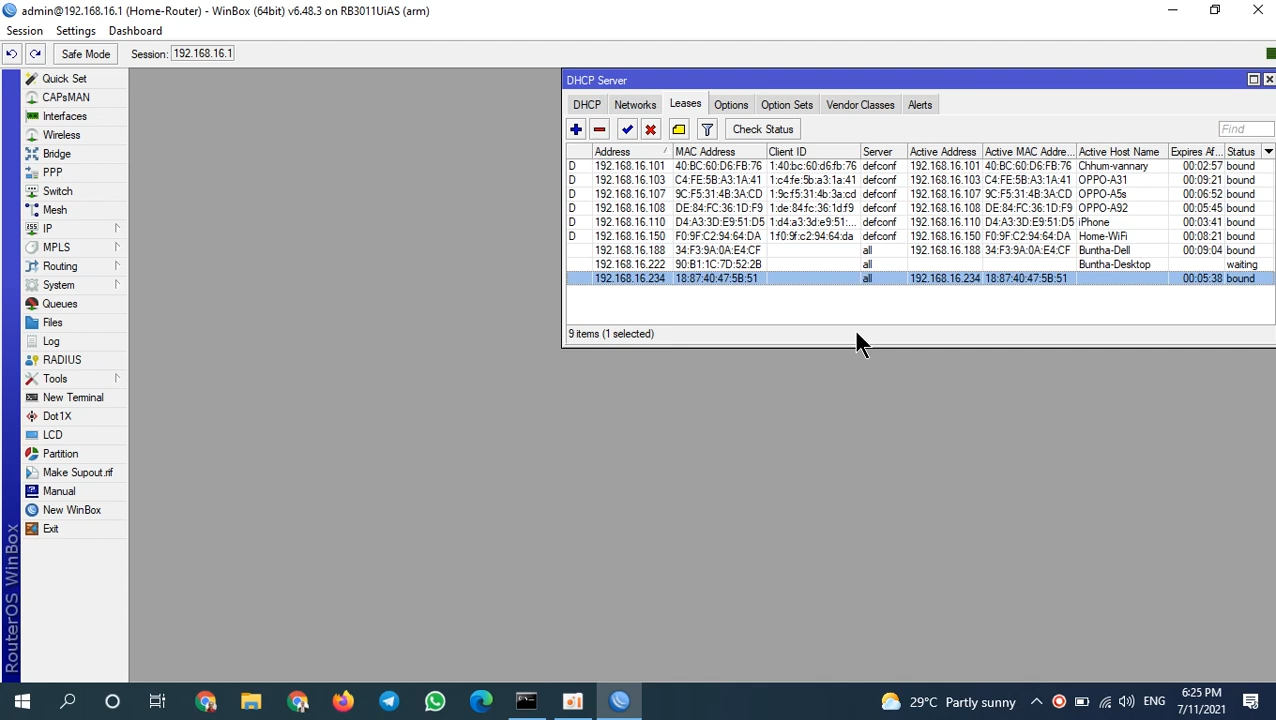 admin@192.168.16.1 (Home-Router) - WinBox (64bit) v6.48.3 on RB3011UiAS (arm)
Session Settings Dashboard
Safe Mode Session: 192.168.16.1
Quick Set
CAPsMAN
Interfaces
Wireless
Bridge
PPP
Switch
Mesh
IP
MPLS
Routing
System
Queues
Files
Log
RADIUS
Tools
New Terminal
Dot1X
LCD
Partition
Make Supout.rif
Manual
New WinBox
Exit
RouterOS WinBox
DHCP Server
DHCP Networks Leases Options Option Sets Vendor Classes Alerts
Check Status Find
Address MAC Address Client ID Server Active Address Active MAC Addre... Active Host Name Expires Af... Status
D 192.168.16.101 40:BC:60:D6:FB:76 1:40:bc:60:d6:fb:76 defconf 192.168.16.101 40:BC:60:D6:FB:76 Chhum-vannary 00:02:57 bound
D 192.168.16.103 C4:FE:5B:A3:1A:41 1:c4:fe:5b:a3:1a:41 defconf 192.168.16.103 C4:FE:5B:A3:1A:41 OPPO-A31 00:09:21 bound
D 192.168.16.107 9C:F5:31:4B:3A:CD 1:9c:f5:31:4b:3a:cd defconf 192.168.16.107 9C:F5:31:4B:3A:CD OPPO-A5s 00:06:52 bound
D 192.168.16.108 DE:84:FC:36:1D:F9 1:de:84:fc:36:1d:f9 defconf 192.168.16.108 DE:84:FC:36:1D:F9 OPPO-A92 00:05:45 bound
D 192.168.16.110 D4:A3:3D:E9:51:D5 1:d4:a3:3d:e9:51:... defconf 192.168.16.110 D4:A3:3D:E9:51:D5 iPhone 00:03:41 bound
D 192.168.16.150 F0:9F:C2:94:64:DA 1:f0:9f:c2:94:64:da defconf 192.168.16.150 F0:9F:C2:94:64:DA Home-WiFi 00:08:21 bound
192.168.16.188 34:F3:9A:0A:E4:CF all 192.168.16.188 34:F3:9A:0A:E4:CF Buntha-Dell 00:09:04 bound
192.168.16.222 90:B1:1C:7D:52:2B all Buntha-Desktop waiting
192.168.16.234 18:87:40:47:5B:51 all 192.168.16.234 18:87:40:47:5B:51 00:05:38 bound
9 items (1 selected)
29°C Partly sunny ENG 6:25 PM
7/11/2021